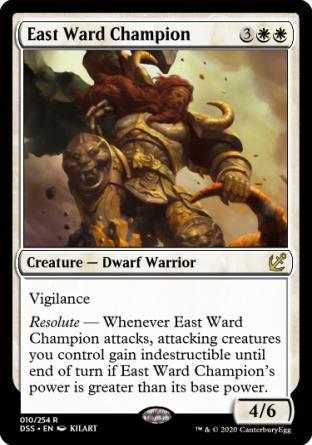 East Ward Champion 3
Creature — Dwarf Warrior
Vigilance
Resolute — Whenever East Ward
Champion attacks, attacking creatures
you control gain indestructible until
end of turn if East Ward Champion's
power is greater than its base power.
4/6
010/254 R
DSS • EN KILART
™ & © 2020 CanterburyEgg